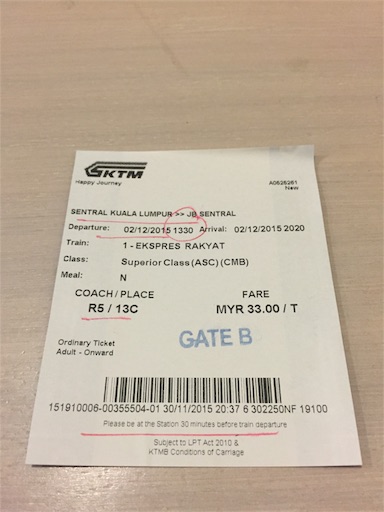 KTM
Happy Journey
A0626261
New
SENTRAL KUALA LUMPUR >> JB SENTRAL
Departure: 02/12/2015 1330 Arrival: 02/12/2015 2020
Train: 1 - EKSPRES RAKYAT
Class: Superior Class (ASC) (CMB)
Meal: N
COACH / PLACE FARE
R5 / 13C MYR 33.00 / T
Ordinary Ticket
Adult - Onward
GATE B
151910006-00355504-01 30/11/2015 20:37 6 302250NF 19100
Please be at the Station 30 minutes before train departure
Subject to LPT Act 2010 &
KTMB Conditions of Carriage